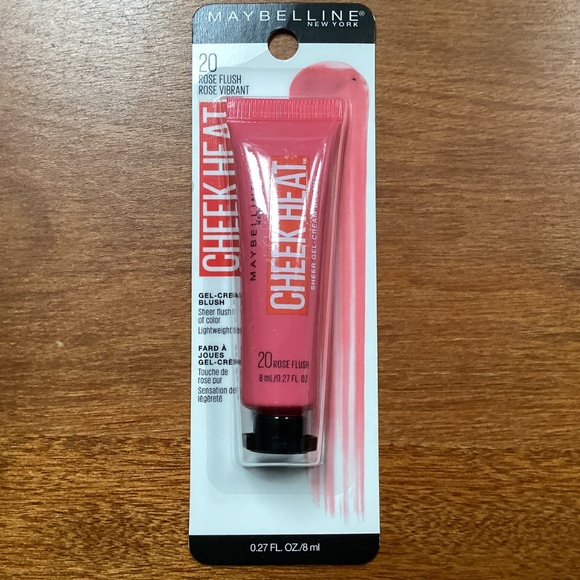 MAYBELLINE®
NEW YORK
20
ROSE FLUSH
ROSE VIBRANT
CHEEK HEAT
GEL-CREAM
BLUSH
Sheer flush
of color
Lightweight
FARD À
JOUES
GEL-CRÈME
Touche de
rose pur
Sensation de
légèreté
MAYBELLINE
CHEEK HEAT
SHEER GEL-CREAM BLUSH
20 ROSE FLUSH
8 mL/0.27 FL. OZ
0.27 FL. OZ./8 ml